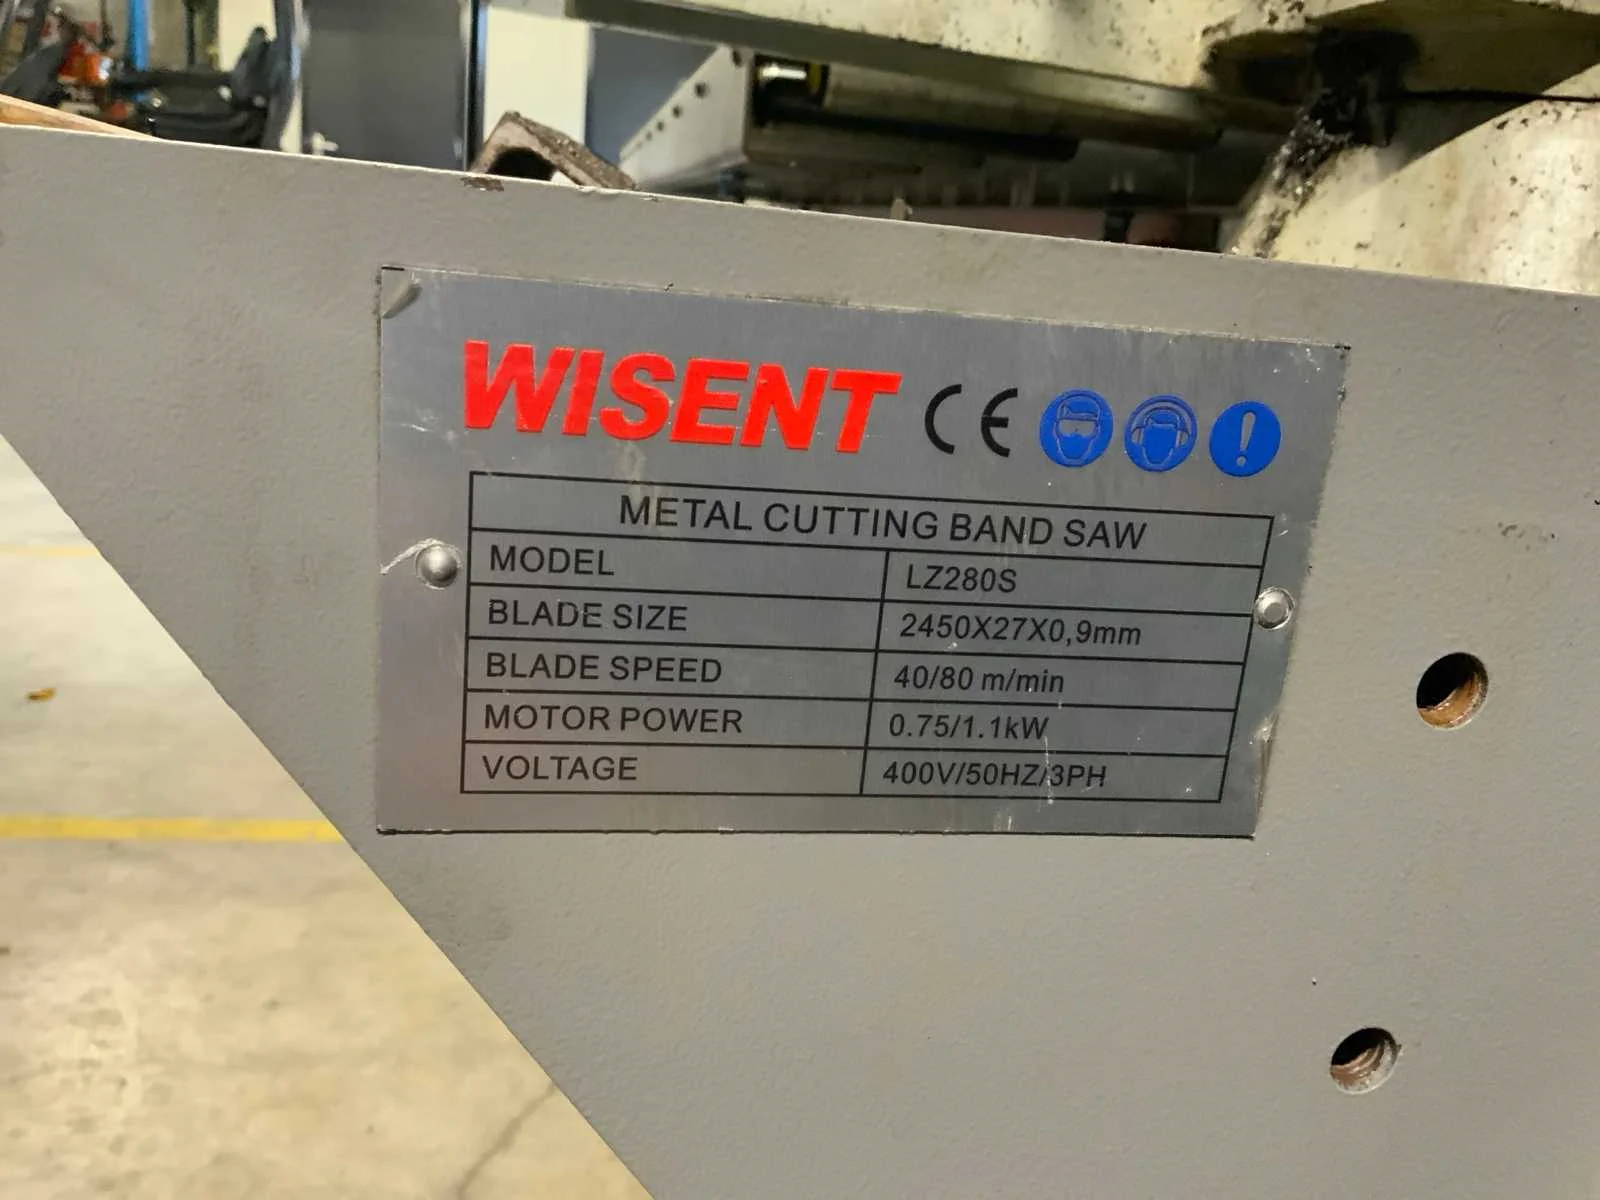 WISENT CE
METAL CUTTING BAND SAW
MODEL LZ280S
BLADE SIZE 2450X27X0,9mm
BLADE SPEED 40/80 m/min
MOTOR POWER 0.75/1.1kW
VOLTAGE 400V/50HZ/3PH